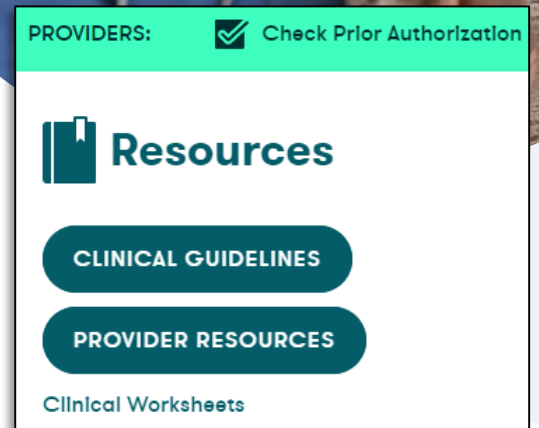 PROVIDERS: Check Prior Authorization
Resources
CLINICAL GUIDELINES
PROVIDER RESOURCES
Clinical Worksheets